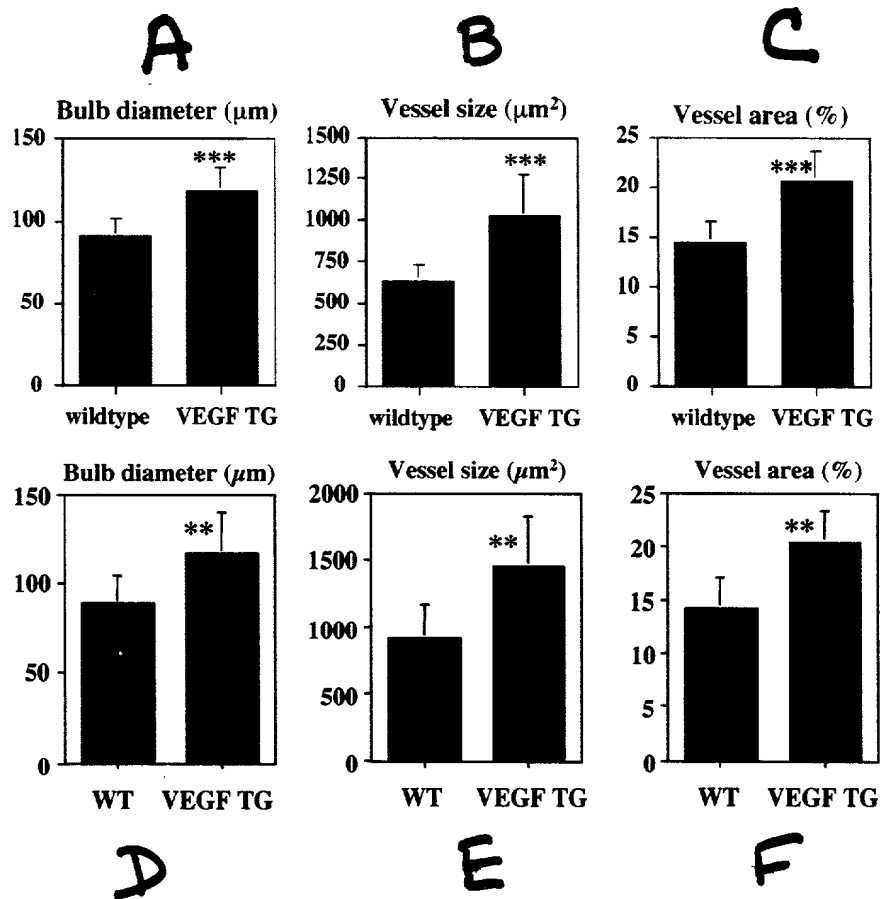 A B C
Bulb diameter (μm)
150
100
50
0
***
wildtype VEGF TG
Vessel size (μm²)
1500
1250
1000
750
500
250
0
***
wildtype VEGF TG
Vessel area (%)
25
20
15
10
5
0
***
wildtype VEGF TG
Bulb diameter (μm)
150
100
50
0
**
WT VEGF TG
Vessel size (μm²)
2000
1500
1000
500
0
**
WT VEGF TG
Vessel area (%)
25
20
15
10
5
0
**
WT VEGF TG
D E F